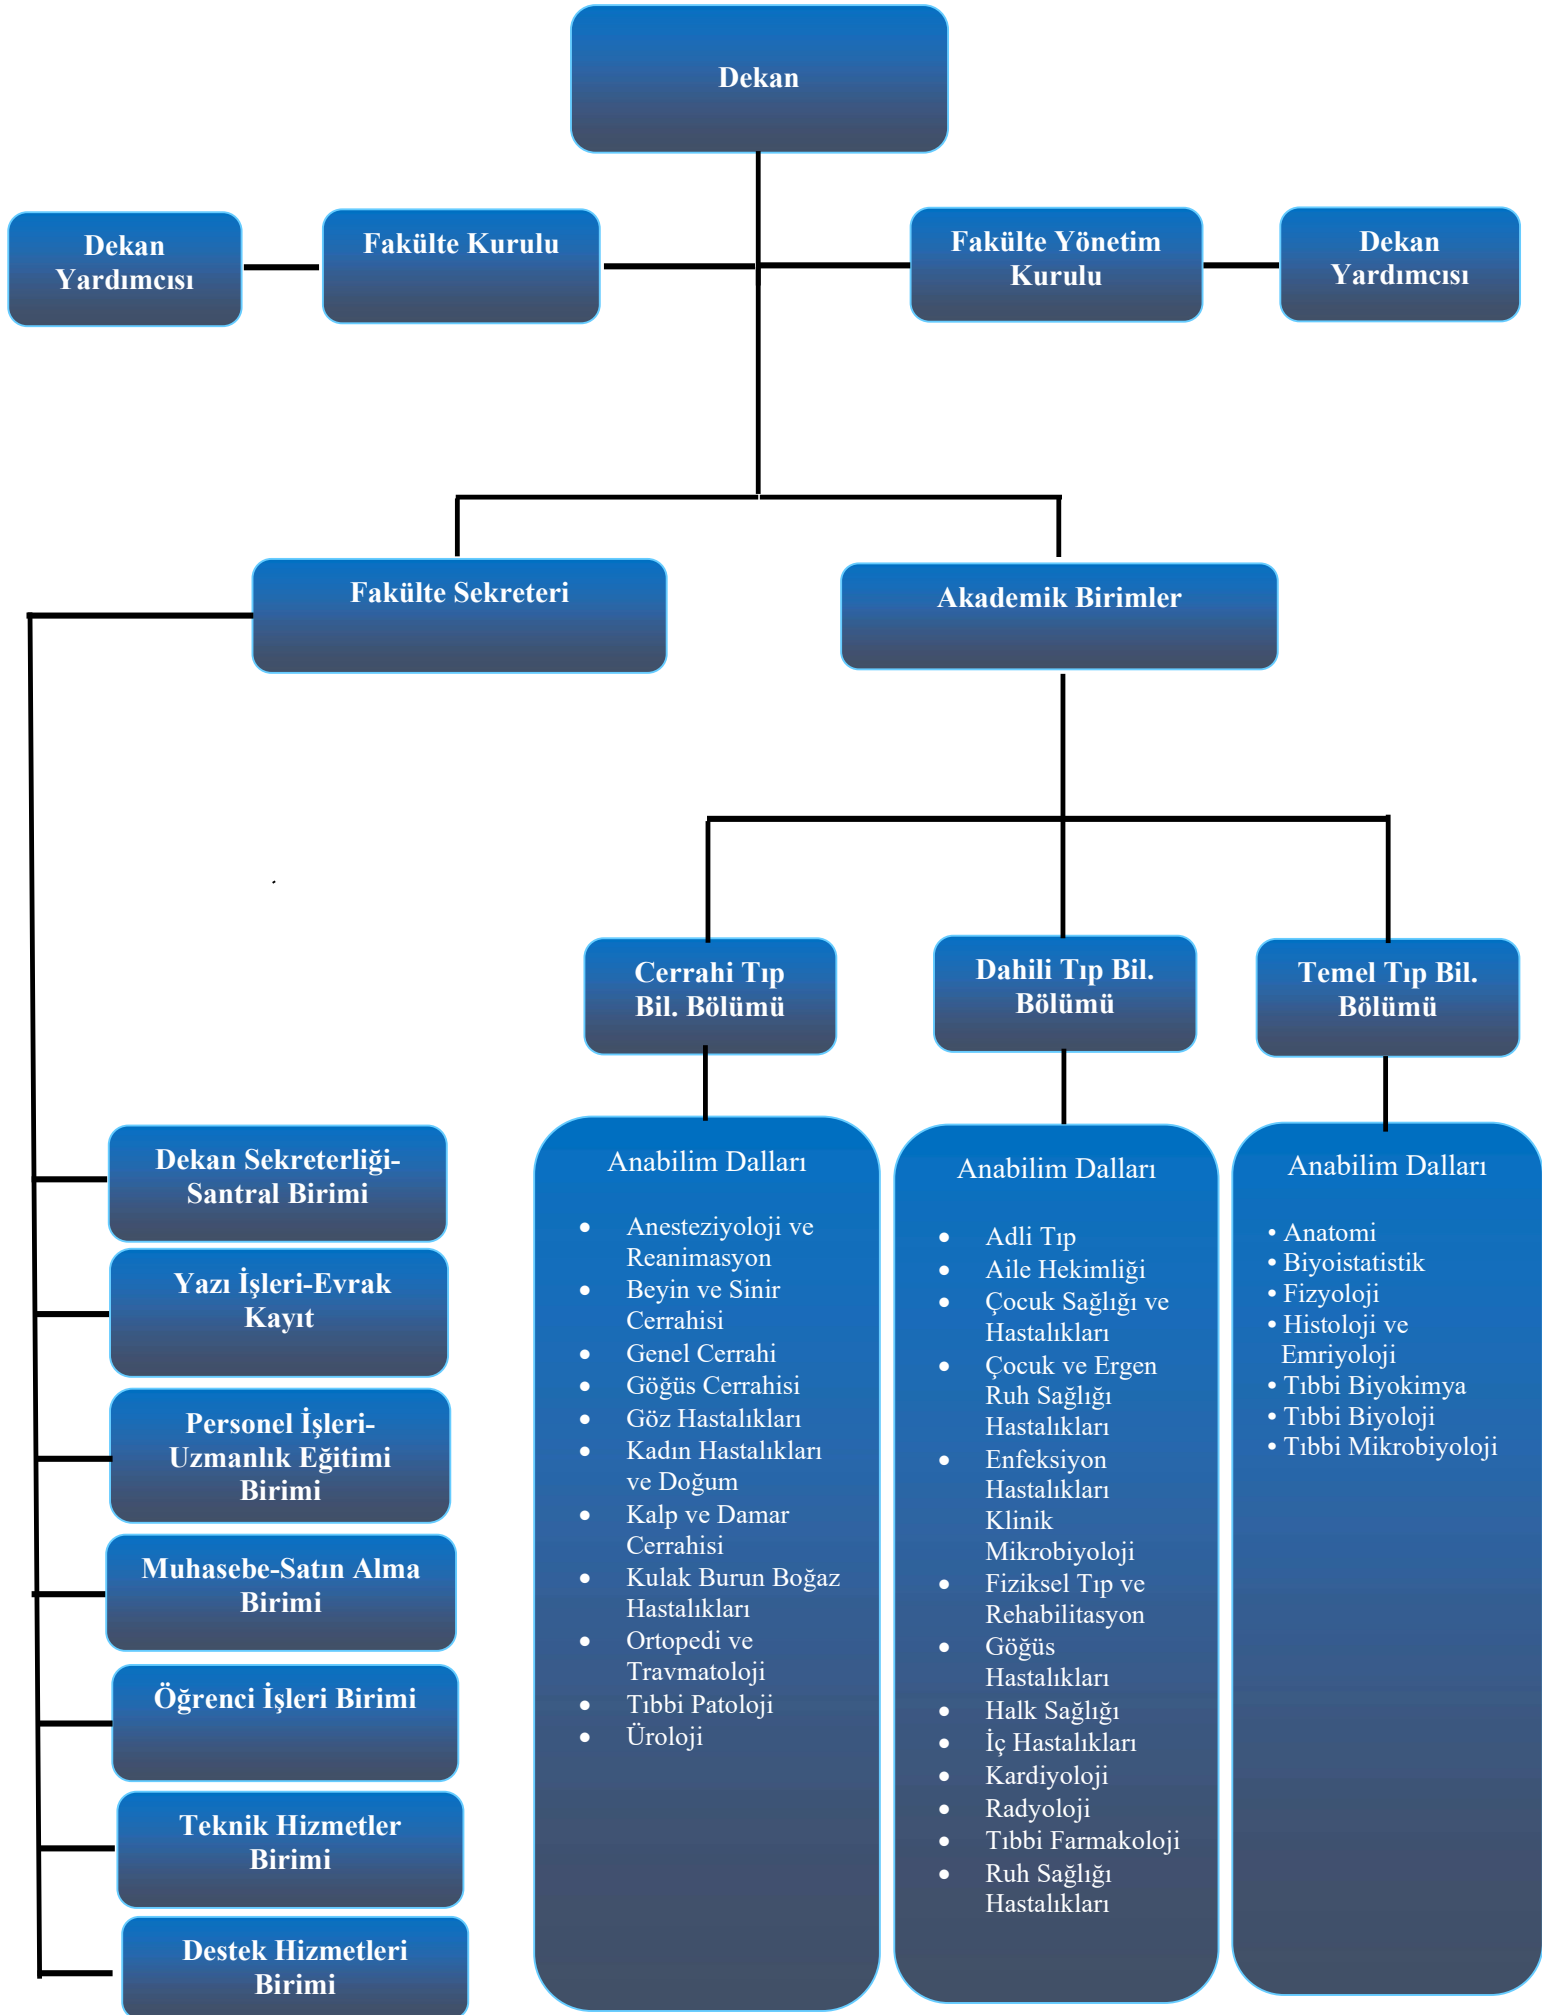 Dekan
Dekan
Yardımcısı
Fakülte Kurulu
Fakülte Yönetim
Kurulu
Dekan
Yardımcısı
Fakülte Sekreteri
Akademik Birimler
Cerrahi Tıp
Bil. Bölümü
Dahili Tıp Bil.
Bölümü
Temel Tıp Bil.
Bölümü
Dekan Sekreterliği-
Santral Birimi
Yazı İşleri-Evrak
Kayıt
Personel İşleri-
Uzmanlık Eğitimi
Birimi
Muhasebe-Satın Alma
Birimi
Öğrenci İşleri Birimi
Teknik Hizmetler
Birimi
Destek Hizmetleri
Birimi
Anabilim Dalları
• Anesteziyoloji ve
Reanimasyon
• Beyin ve Sinir
Cerrahisi
• Genel Cerrahi
• Göğüs Cerrahisi
• Göz Hastalıkları
• Kadın Hastalıkları
ve Doğum
• Kalp ve Damar
Cerrahisi
• Kulak Burun Boğaz
Hastalıkları
• Ortopedi ve
Travmatoloji
• Tıbbi Patoloji
• Üroloji
Anabilim Dalları
• Adli Tıp
• Aile Hekimliği
• Çocuk Sağlığı ve
Hastalıkları
• Çocuk ve Ergen
Ruh Sağlığı
Hastalıkları
• Enfeksiyon
Hastalıkları
Klinik
Mikrobiyoloji
• Fiziksel Tıp ve
Rehabilitasyon
• Göğüs
Hastalıkları
• Halk Sağlığı
• İç Hastalıkları
• Kardiyoloji
• Radyoloji
• Tıbbi Farmakoloji
• Ruh Sağlığı
Hastalıkları
Anabilim Dalları
• Anatomi
• Biyoistatistik
• Fizyoloji
• Histoloji ve
Emriyoloji
• Tıbbi Biyokimya
• Tıbbi Biyoloji
• Tıbbi Mikrobiyoloji